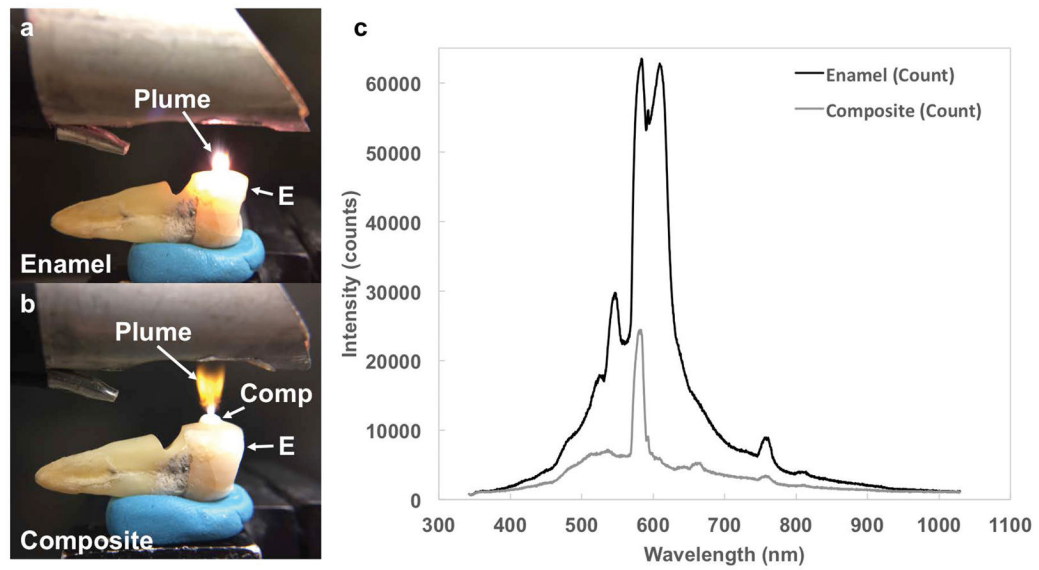 a
Plume
E
Enamel
b
Plume
Comp
E
Composite
c
Enamel (Count)
Composite (Count)
Intensity (counts)
60000
50000
40000
30000
20000
10000
0
300 400 500 600 700 800 900 1000 1100
Wavelength (nm)